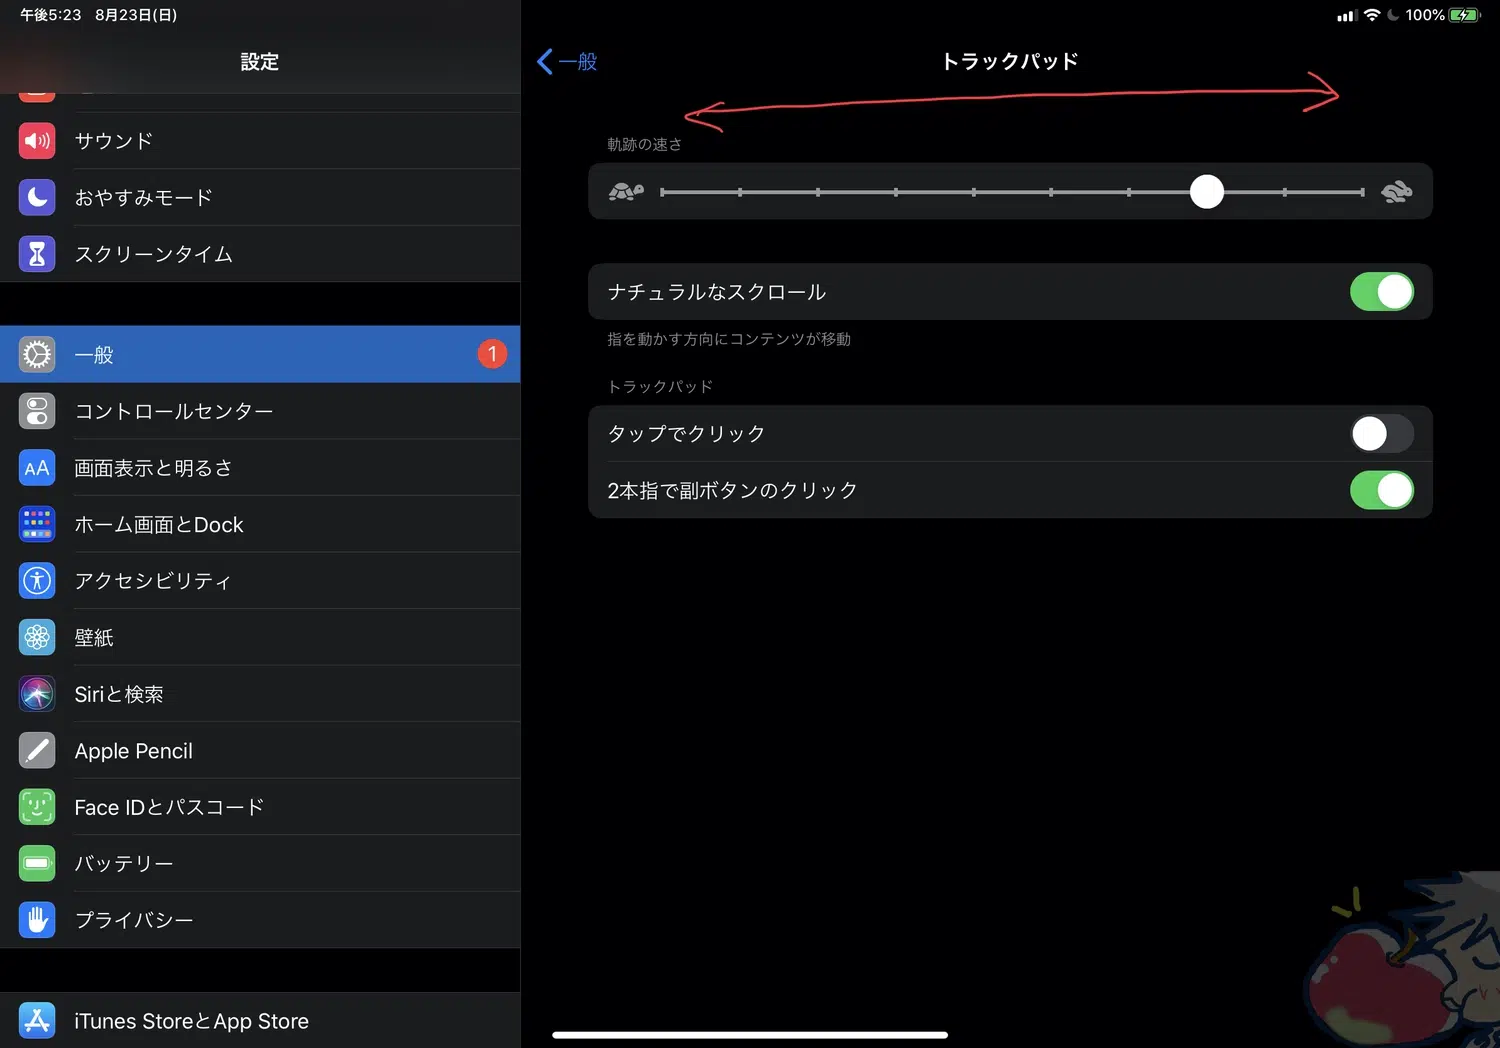 午後5:23 8月23日(日)
100%
設定
サウンド
おやすみモード
スクリーンタイム
一般
1
コントロールセンター
AA
画面表示と明るさ
ホーム画面とDock
アクセシビリティ
壁紙
Siriと検索
Apple Pencil
Face IDとパスコード
バッテリー
プライバシー
iTunes StoreとApp Store
一般
トラックパッド
軌跡の速さ
ナチュラルなスクロール
指を動かす方向にコンテンツが移動
トラックパッド
タップでクリック
2本指で副ボタンのクリック